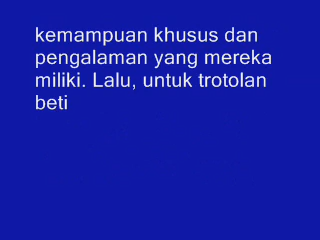 kemampuan khusus dan
pengalaman yang mereka
miliki. Lalu, untuk trotolan
beti